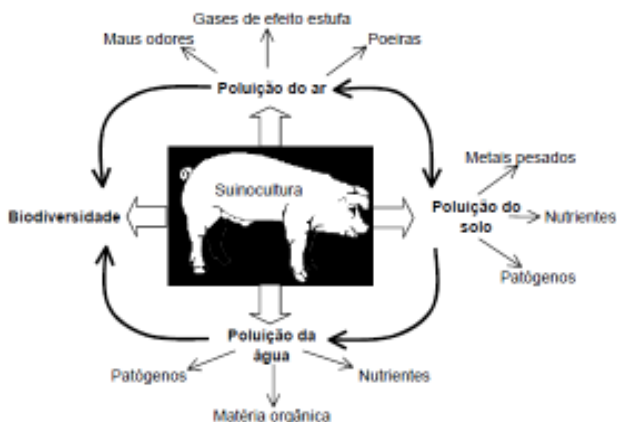 Gases de efeito estufa
Maus odores
Poeiras
Poluição do ar
Metais pesados
Suinocultura
Biodiversidade
Poluição do
solo
Nutrientes
Patógenos
Poluição da
água
Patógenos
Nutrientes
Matéria orgânica